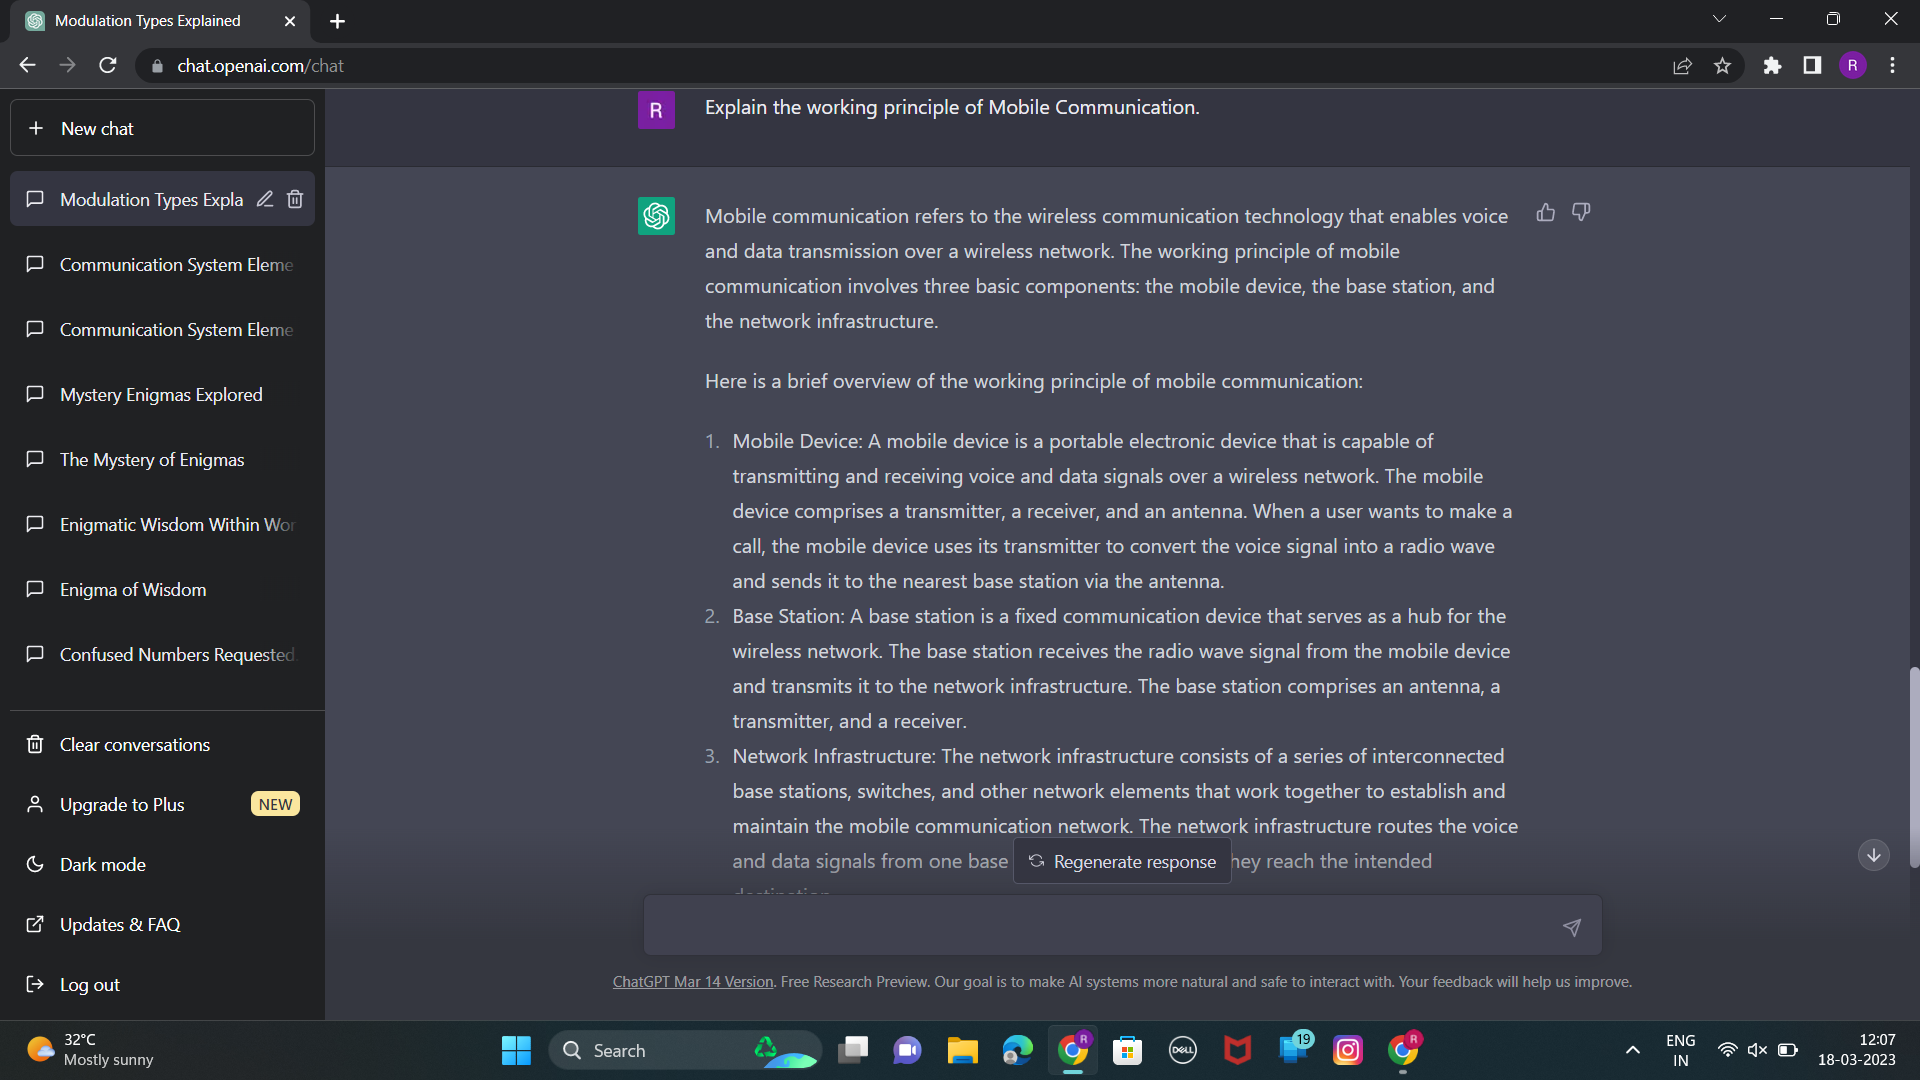 Modulation Types Explained
chat.openai.com/chat
R
New chat
Modulation Types Expla
Communication System Eleme
Communication System Eleme
Mystery Enigmas Explored
The Mystery of Enigmas
Enigmatic Wisdom Within Wor
Enigma of Wisdom
Confused Numbers Requested.
Clear conversations
Upgrade to Plus NEW
Dark mode
Updates & FAQ
Log out
R Explain the working principle of Mobile Communication.
Mobile communication refers to the wireless communication technology that enables voice
and data transmission over a wireless network. The working principle of mobile
communication involves three basic components: the mobile device, the base station, and
the network infrastructure.
Here is a brief overview of the working principle of mobile communication:
1. Mobile Device: A mobile device is a portable electronic device that is capable of
transmitting and receiving voice and data signals over a wireless network. The mobile
device comprises a transmitter, a receiver, and an antenna. When a user wants to make a
call, the mobile device uses its transmitter to convert the voice signal into a radio wave
and sends it to the nearest base station via the antenna.
2. Base Station: A base station is a fixed communication device that serves as a hub for the
wireless network. The base station receives the radio wave signal from the mobile device
and transmits it to the network infrastructure. The base station comprises an antenna, a
transmitter, and a receiver.
3. Network Infrastructure: The network infrastructure consists of a series of interconnected
base stations, switches, and other network elements that work together to establish and
maintain the mobile communication network. The network infrastructure routes the voice
and data signals from one base Regenerate response hey reach the intended
ChatGPT Mar 14 Version. Free Research Preview. Our goal is to make AI systems more natural and safe to interact with. Your feedback will help us improve.
32°C
Mostly sunny
Search
R
DELL
19
R
ENG
IN
12:07
18-03-2023